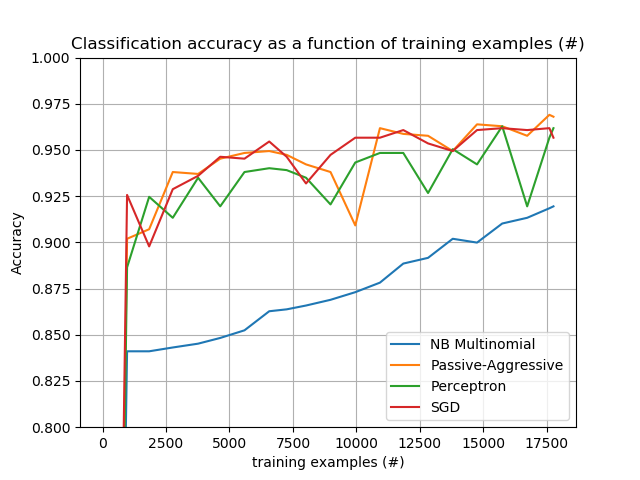 Classification accuracy as a function of training examples (#)
1.000
0.975
0.950
0.925
0.900
0.875
0.850
0.825
0.800
Accuracy
NB Multinomial
Passive-Aggressive
Perceptron
SGD
0 2500 5000 7500 10000 12500 15000 17500
training examples (#)